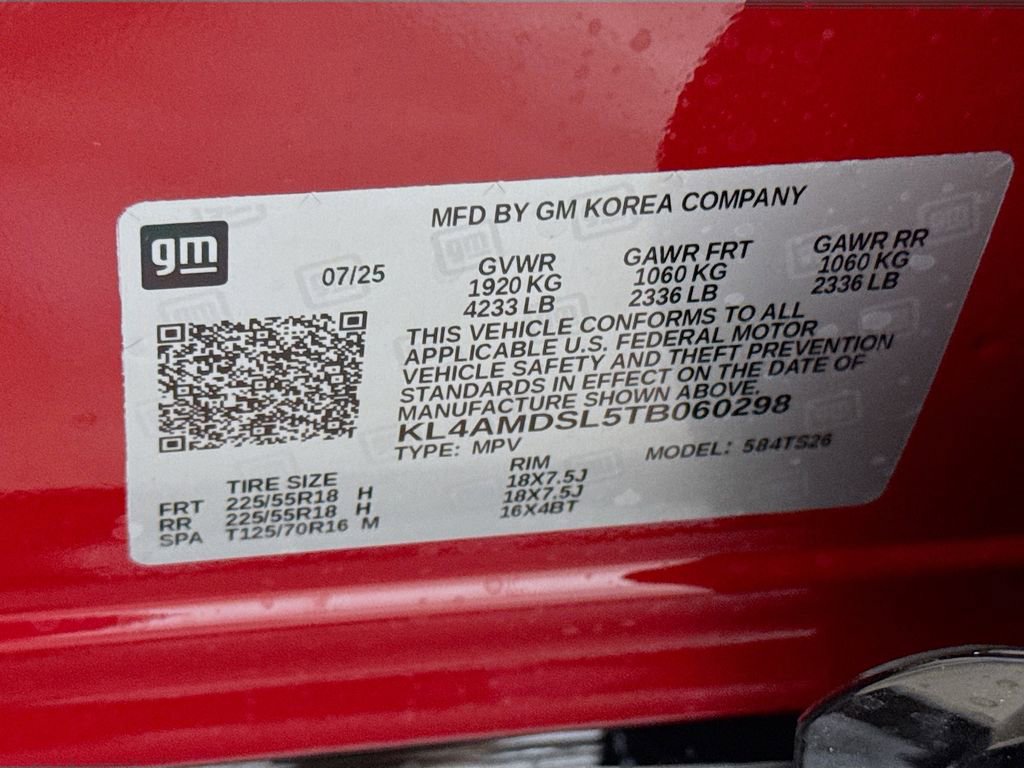 gm
MFD BY GM KOREA COMPANY
07/25
GVWR GAWR FRT GAWR RR
1920 KG 1060 KG 1060 KG
4233 LB 2336 LB 2336 LB
THIS VEHICLE CONFORMS TO ALL
APPLICABLE U.S. FEDERAL MOTOR
VEHICLE SAFETY AND THEFT PREVENTION
STANDARDS IN EFFECT ON THE DATE OF
MANUFACTURE SHOWN ABOVE.
KL4AMDSL5TB060298
TYPE: MPV MODEL: 584TS26
TIRE SIZE RIM
FRT 225/55R18 H 18X7.5J
RR 225/55R18 H 18X7.5J
SPA T125/70R16 M 16X4BT